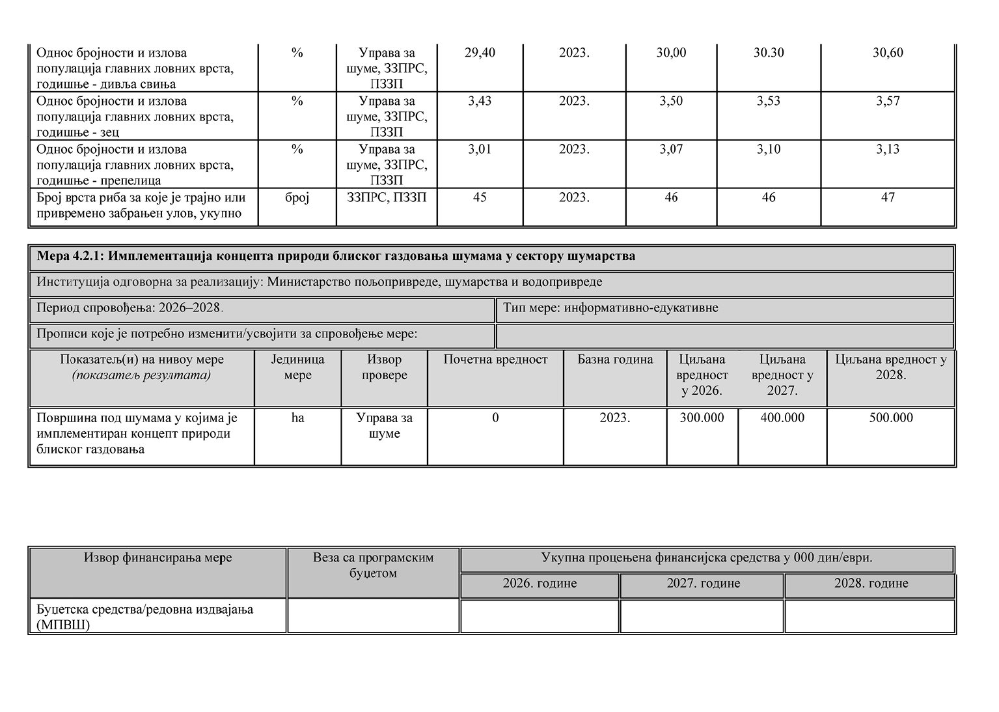 Однос бројности и излова
популација главних ловних врста,
годишње - дивља свиња
%
Управа за
шуме, ЗЗПРС,
ПЗЗП
29,40
2023.
30,00
30.30
30,60
Однос бројности и излова
популација главних ловних врста,
годишње - зец
%
Управа за
шуме, ЗЗПРС,
ПЗЗП
3,43
2023.
3,50
3,53
3,57
Однос бројности и излова
популација главних ловних врста,
годишње - препелица
%
Управа за
шуме, ЗЗПРС,
ПЗЗП
3,01
2023.
3,07
3,10
3,13
Број врста риба за које је трајно или
привремено забрањен улов, укупно
број
ЗЗПРС, ПЗЗП
45
2023.
46
46
47
Мера 4.2.1: Имплементација концепта природи блиског газдовања шумама у сектору шумарства
Институција одговорна за реализацију: Министарство пољопривреде, шумарства и водопривреде
Период спровођења: 2026–2028.
Тип мере: информативно-едукативне
Прописи које је потребно изменити/усвојити за спровођење мере:
Показатељ(и) на нивоу мере
(показатељ резултата)
Јединица
мере
Извор
провере
Почетна вредност
Базна година
Циљана
вредност
у 2026.
Циљана
вредност у
2027.
Циљана вредност у
2028.
Површина под шумама у којима је
имплементиран концепт природи
блиског газдовања
ha
Управа за
шуме
0
2023.
300.000
400.000
500.000
Извор финансирања мере
Веза са програмским
буџетом
Укупна процењена финансијска средства у 000 дин/еври.
2026. године
2027. године
2028. године
Буџетска средства/редовна издвајања
(МПВШ)